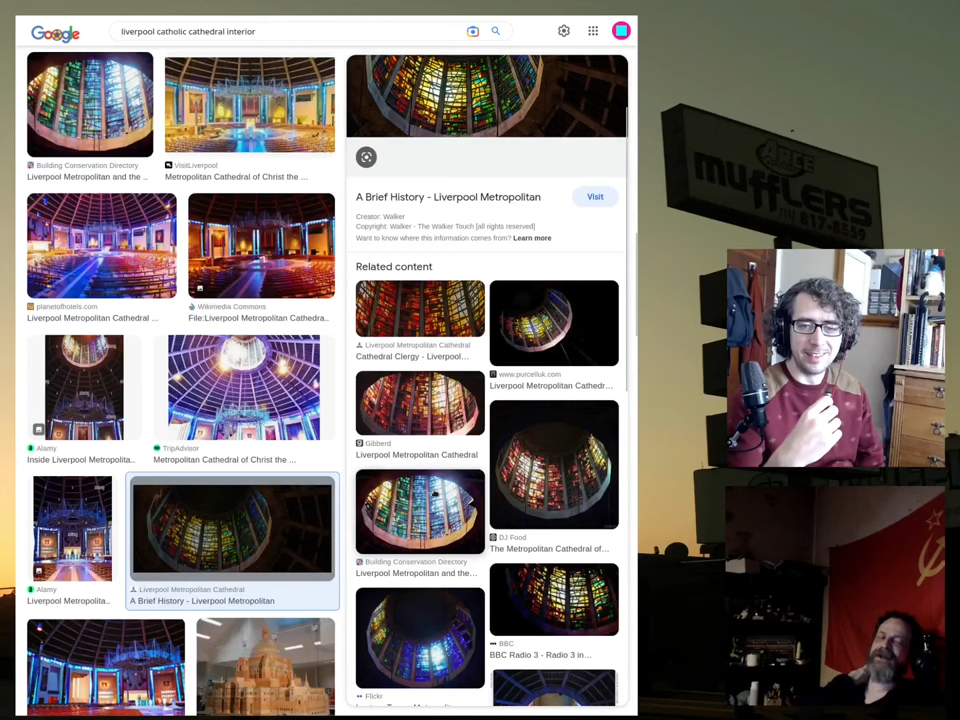 Google
liverpool catholic cathedral interior
Building Conservation Directory
Liverpool Metropolitan and the ..
VisitLiverpool
Metropolitan Cathedral of Christ the ...
planetofhotels.com
Liverpool Metropolitan Cathedral ...
Wikimedia Commons
File:Liverpool Metropolitan Cathedra..
Alamy
Inside Liverpool Metropolita..
TripAdvisor
Metropolitan Cathedral of Christ the ...
Alamy
Liverpool Metropolita..
Liverpool Metropolitan Cathedral
A Brief History - Liverpool Metropolitan
A Brief History - Liverpool Metropolitan
Visit
Creator: Walker
Copyright: Walker - The Walker Touch [all rights reserved]
Want to know where this information comes from? Learn more
Related content
Liverpool Metropolitan Cathedral
Cathedral Clergy - Liverpool...
www.purcelluk.com
Liverpool Metropolitan Cathedr...
Gibberd
Liverpool Metropolitan Cathedral
DJ Food
The Metropolitan Cathedral of...
Building Conservation Directory
Liverpool Metropolitan and the...
BBC
BBC Radio 3 - Radio 3 in...
Flickr
ARCE
muffLERS